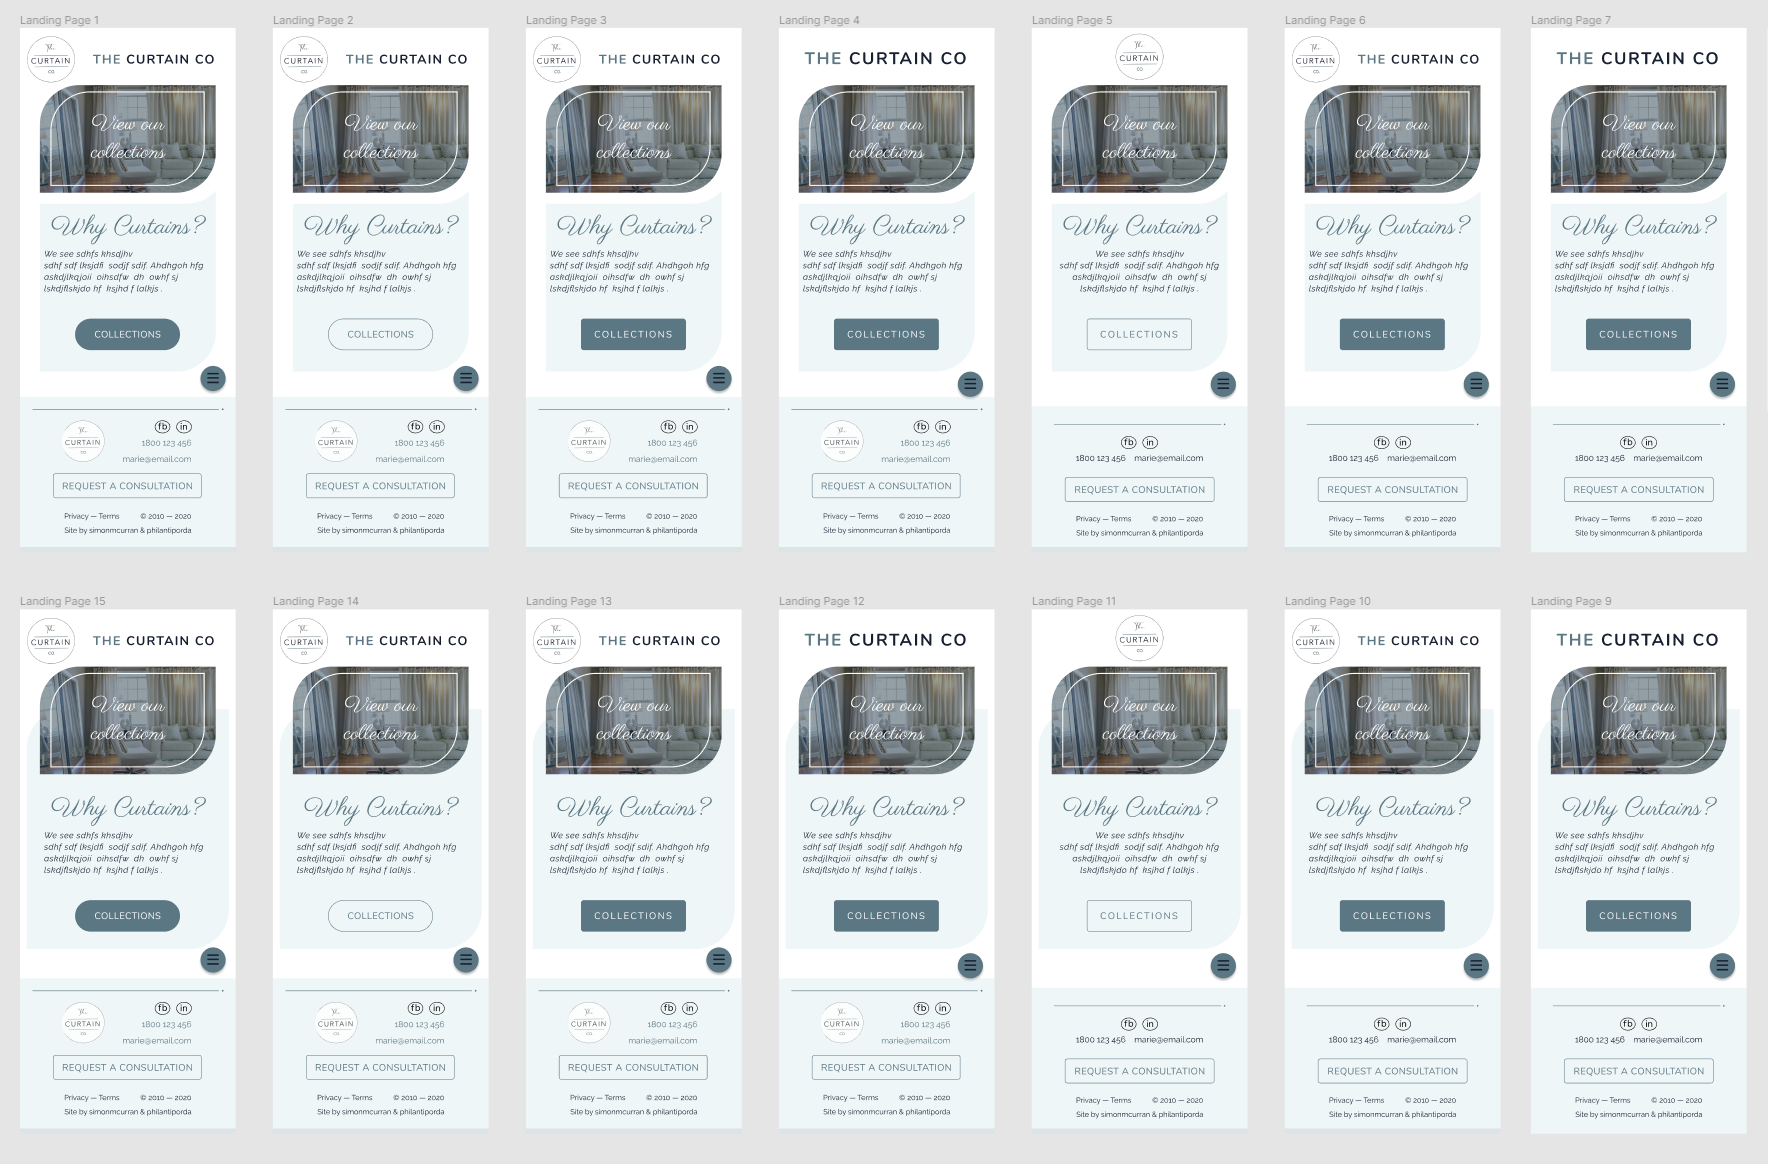 Landing Page 1
The
CURTAIN
CO.
THE CURTAIN CO
View our
collections
Why Curtains?
We see sdhfs khsdjhv
sdhf sdf lksjdfi sodjf sdif. Ahdhgoh hfg
askdjlkqjoii oihsdfw dh owhf sj
lskdjflskjdo hf ksjhd f lalkjs .
COLLECTIONS
fb in
CURTAIN
CO.
1800 123 456
marie@email.com
REQUEST A CONSULTATION
Privacy — Terms © 2010 — 2020
Site by simonmcurran & philantiporda
Landing Page 2
The
CURTAIN
CO.
THE CURTAIN CO
View our
collections
Why Curtains?
We see sdhfs khsdjhv
sdhf sdf lksjdfi sodjf sdif. Ahdhgoh hfg
askdjlkqjoii oihsdfw dh owhf sj
lskdjflskjdo hf ksjhd f lalkjs .
COLLECTIONS
fb in
CURTAIN
CO.
1800 123 456
marie@email.com
REQUEST A CONSULTATION
Privacy — Terms © 2010 — 2020
Site by simonmcurran & philantiporda
Landing Page 3
The
CURTAIN
CO.
THE CURTAIN CO
View our
collections
Why Curtains?
We see sdhfs khsdjhv
sdhf sdf lksjdfi sodjf sdif. Ahdhgoh hfg
askdjlkqjoii oihsdfw dh owhf sj
lskdjflskjdo hf ksjhd f lalkjs .
COLLECTIONS
fb in
CURTAIN
CO.
1800 123 456
marie@email.com
REQUEST A CONSULTATION
Privacy — Terms © 2010 — 2020
Site by simonmcurran & philantiporda
Landing Page 4
THE CURTAIN CO
View our
collections
Why Curtains?
We see sdhfs khsdjhv
sdhf sdf lksjdfi sodjf sdif. Ahdhgoh hfg
askdjlkqjoii oihsdfw dh owhf sj
lskdjflskjdo hf ksjhd f lalkjs .
COLLECTIONS
fb in
CURTAIN
CO.
1800 123 456
marie@email.com
REQUEST A CONSULTATION
Privacy — Terms © 2010 — 2020
Site by simonmcurran & philantiporda
Landing Page 5
The
CURTAIN
CO.
View our
collections
Why Curtains?
We see sdhfs khsdjhv
sdhf sdf lksjdfi sodjf sdif. Ahdhgoh hfg
askdjlkqjoii oihsdfw dh owhf sj
lskdjflskjdo hf ksjhd f lalkjs .
COLLECTIONS
fb in
1800 123 456 marie@email.com
REQUEST A CONSULTATION
Privacy — Terms © 2010 — 2020
Site by simonmcurran & philantiporda
Landing Page 6
The
CURTAIN
CO.
THE CURTAIN CO
View our
collections
Why Curtains?
We see sdhfs khsdjhv
sdhf sdf lksjdfi sodjf sdif. Ahdhgoh hfg
askdjlkqjoii oihsdfw dh owhf sj
lskdjflskjdo hf ksjhd f lalkjs .
COLLECTIONS
fb in
1800 123 456 marie@email.com
REQUEST A CONSULTATION
Privacy — Terms © 2010 — 2020
Site by simonmcurran & philantiporda
Landing Page 7
THE CURTAIN CO
View our
collections
Why Curtains?
We see sdhfs khsdjhv
sdhf sdf lksjdfi sodjf sdif. Ahdhgoh hfg
askdjlkqjoii oihsdfw dh owhf sj
lskdjflskjdo hf ksjhd f lalkjs .
COLLECTIONS
fb in
1800 123 456 marie@email.com
REQUEST A CONSULTATION
Privacy — Terms © 2010 — 2020
Site by simonmcurran & philantiporda
Landing Page 15
The
CURTAIN
CO.
THE CURTAIN CO
View our
collections
Why Curtains?
We see sdhfs khsdjhv
sdhf sdf lksjdfi sodjf sdif. Ahdhgoh hfg
askdjlkqjoii oihsdfw dh owhf sj
lskdjflskjdo hf ksjhd f lalkjs .
COLLECTIONS
fb in
CURTAIN
CO.
1800 123 456
marie@email.com
REQUEST A CONSULTATION
Privacy — Terms © 2010 — 2020
Site by simonmcurran & philantiporda
Landing Page 14
The
CURTAIN
CO.
THE CURTAIN CO
View our
collections
Why Curtains?
We see sdhfs khsdjhv
sdhf sdf lksjdfi sodjf sdif. Ahdhgoh hfg
askdjlkqjoii oihsdfw dh owhf sj
lskdjflskjdo hf ksjhd f lalkjs .
COLLECTIONS
fb in
CURTAIN
CO.
1800 123 456
marie@email.com
REQUEST A CONSULTATION
Privacy — Terms © 2010 — 2020
Site by simonmcurran & philantiporda
Landing Page 13
The
CURTAIN
CO.
THE CURTAIN CO
View our
collections
Why Curtains?
We see sdhfs khsdjhv
sdhf sdf lksjdfi sodjf sdif. Ahdhgoh hfg
askdjlkqjoii oihsdfw dh owhf sj
lskdjflskjdo hf ksjhd f lalkjs .
COLLECTIONS
fb in
CURTAIN
CO.
1800 123 456
marie@email.com
REQUEST A CONSULTATION
Privacy — Terms © 2010 — 2020
Site by simonmcurran & philantiporda
Landing Page 12
THE CURTAIN CO
View our
collections
Why Curtains?
We see sdhfs khsdjhv
sdhf sdf lksjdfi sodjf sdif. Ahdhgoh hfg
askdjlkqjoii oihsdfw dh owhf sj
lskdjflskjdo hf ksjhd f lalkjs .
COLLECTIONS
fb in
CURTAIN
CO.
1800 123 456
marie@email.com
REQUEST A CONSULTATION
Privacy — Terms © 2010 — 2020
Site by simonmcurran & philantiporda
Landing Page 11
The
CURTAIN
CO.
View our
collections
Why Curtains?
We see sdhfs khsdjhv
sdhf sdf lksjdfi sodjf sdif. Ahdhgoh hfg
askdjlkqjoii oihsdfw dh owhf sj
lskdjflskjdo hf ksjhd f lalkjs .
COLLECTIONS
fb in
1800 123 456 marie@email.com
REQUEST A CONSULTATION
Privacy — Terms © 2010 — 2020
Site by simonmcurran & philantiporda
Landing Page 10
The
CURTAIN
CO.
THE CURTAIN CO
View our
collections
Why Curtains?
We see sdhfs khsdjhv
sdhf sdf lksjdfi sodjf sdif. Ahdhgoh hfg
askdjlkqjoii oihsdfw dh owhf sj
lskdjflskjdo hf ksjhd f lalkjs .
COLLECTIONS
fb in
1800 123 456 marie@email.com
REQUEST A CONSULTATION
Privacy — Terms © 2010 — 2020
Site by simonmcurran & philantiporda
Landing Page 9
THE CURTAIN CO
View our
collections
Why Curtains?
We see sdhfs khsdjhv
sdhf sdf lksjdfi sodjf sdif. Ahdhgoh hfg
askdjlkqjoii oihsdfw dh owhf sj
lskdjflskjdo hf ksjhd f lalkjs .
COLLECTIONS
fb in
1800 123 456 marie@email.com
REQUEST A CONSULTATION
Privacy — Terms © 2010 — 2020
Site by simonmcurran & philantiporda